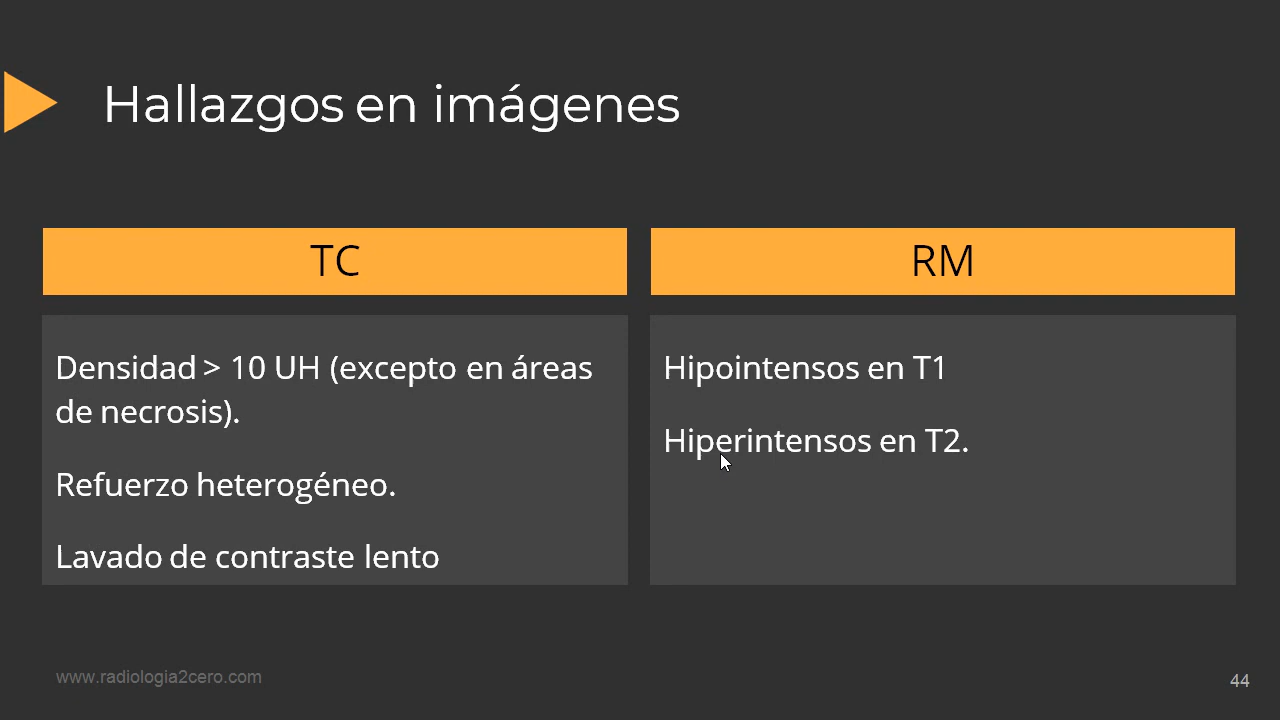 Hallazgos en imágenes
TC
Densidad > 10 UH (excepto en áreas
de necrosis).
Refuerzo heterogéneo.
Lavado de contraste lento
RM
Hipointensos en T1
Hiperintensos en T2.
www.radiologia2cero.com
44